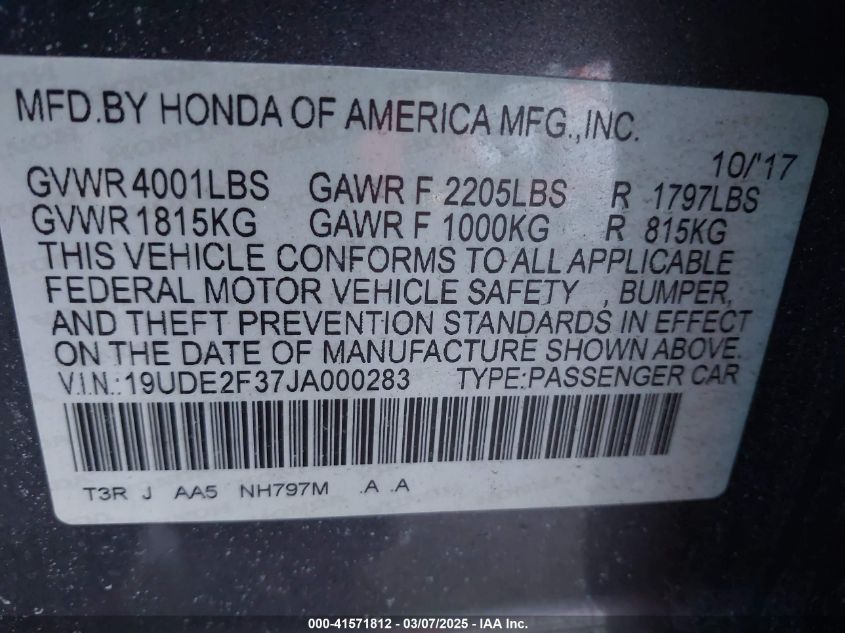 MFD.BY HONDA OF AMERICA MFG.,INC.
10/'17
GVWR 4001LBS GAWR F 2205LBS R 1797LBS
GVWR 1815KG GAWR F 1000KG R 815KG
THIS VEHICLE CONFORMS TO ALL APPLICABLE
FEDERAL MOTOR VEHICLE SAFETY , BUMPER,
AND THEFT PREVENTION STANDARDS IN EFFECT
ON THE DATE OF MANUFACTURE SHOWN ABOVE.
V.I.N.:19UDE2F37JA000283 TYPE:PASSENGER CAR
T3R J AA5 NH797M .A .A
000-41571812 — 03/07/2025 - IAA Inc.